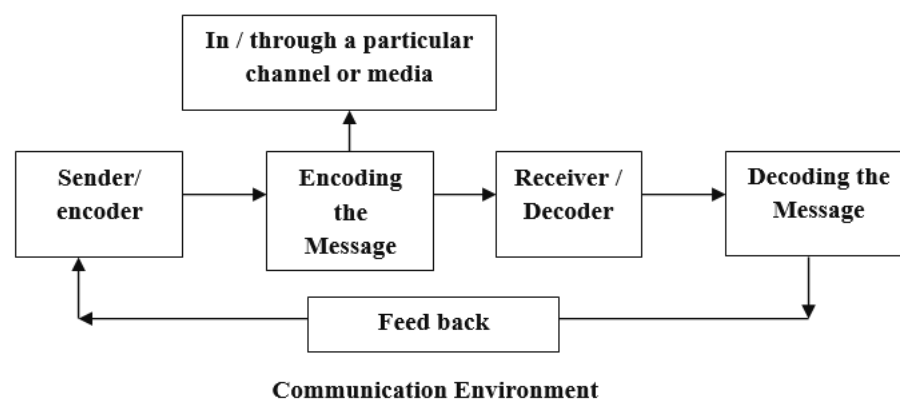 In / through a particular
channel or media
Sender/
encoder
Encoding
the
Message
Receiver /
Decoder
Decoding the
Message
Feed back
Communication Environment